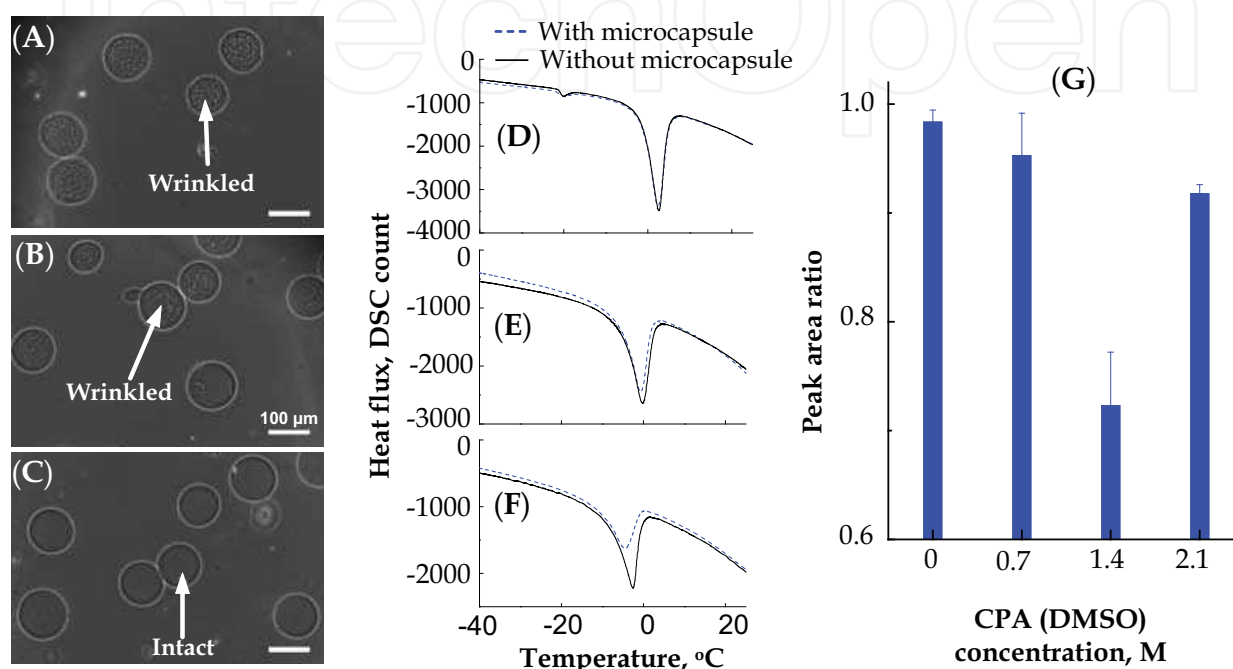 IntechOpen
(A)
Wrinkled
(B)
Wrinkled
100 µm
(C)
Intact
With microcapsule
Without microcapsule
0
-1000
-2000
-3000
-4000
(D)
0
-1000
-2000
-3000
(E)
0
-1000
-2000
(F)
-40
-20
0
20
Heat flux, DSC count
Temperature, ºC
(G)
1.0
0.8
0.6
Peak area ratio
0
0.7
1.4
2.1
CPA (DMSO)
concentration, M